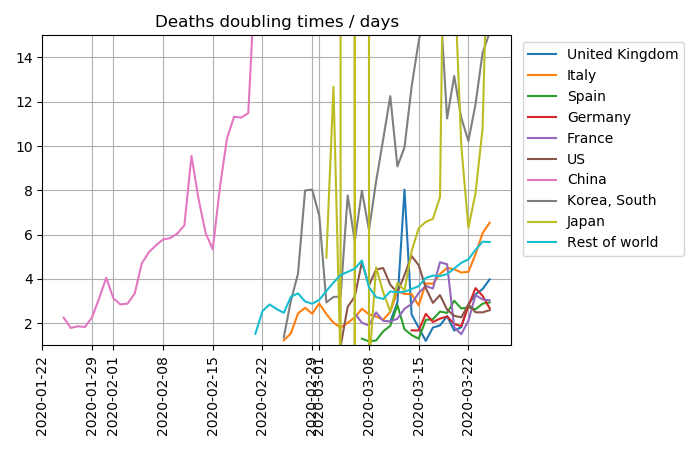 Deaths doubling times / days
14
12
10
8
6
4
2
2020-01-22
2020-01-29
2020-02-01
2020-02-08
2020-02-15
2020-02-22
2020-02-29
2020-03-01
2020-03-08
2020-03-15
2020-03-22
United Kingdom
Italy
Spain
Germany
France
US
China
Korea, South
Japan
Rest of world